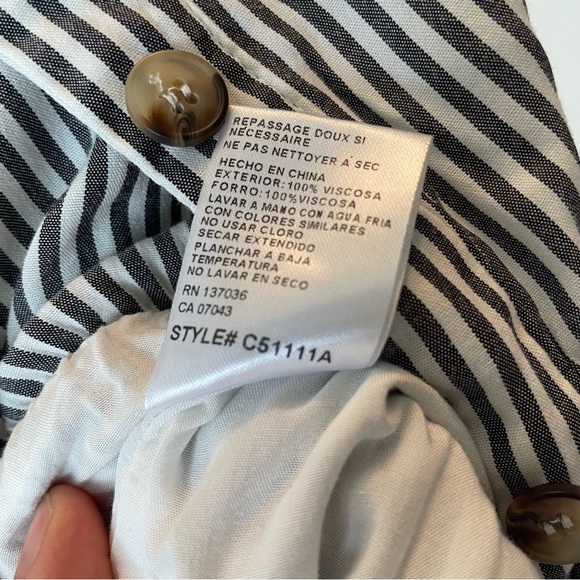 REPASSAGE DOUX SI
NÉCESSAIRE
NE PAS NETTOYER À SEC
HECHO EN CHINA
EXTERIOR:100% VISCOSA
FORRO:100%VISCOSA
LAVAR A MANO CON AGUA FRIA
CON COLORES SIMILARES
NO USAR CLORO
SECAR EXTENDIDO
PLANCHAR A BAJA
TEMPERATURA
NO LAVAR EN SECO
RN 137036
CA 07043
STYLE# C51111A